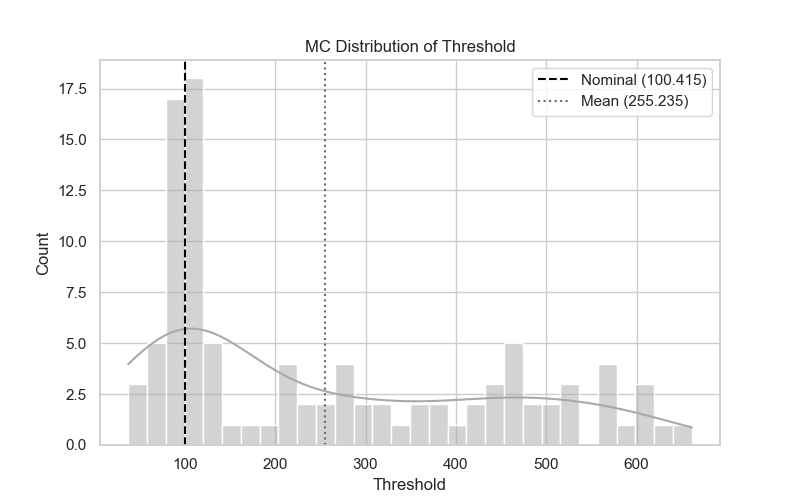 MC Distribution of Threshold
Nominal (100.415)
Mean (255.235)
17.5
15.0
12.5
10.0
7.5
5.0
2.5
0.0
Count
100 200 300 400 500 600
Threshold